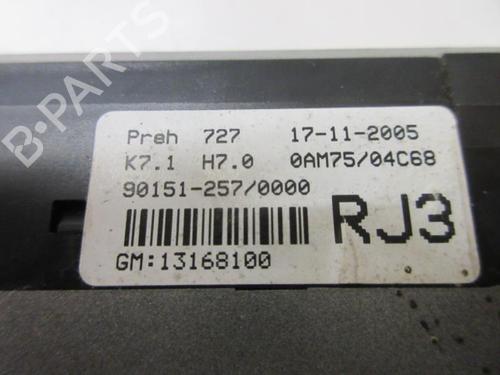 Preh 727 17-11-2005
K7.1 H7.0 0AM75/04C68
90151-257/0000
RJ3
GM:13168100
B-PARTS